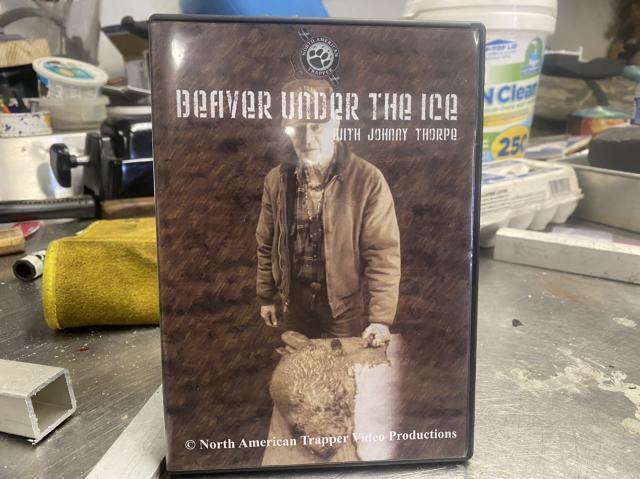 NORTH AMERICAN
TRAPPER
BEAVER UNDER THE ICE
WITH JOHNNY THORPE
© North American Trapper Video Productions
N Clean
250